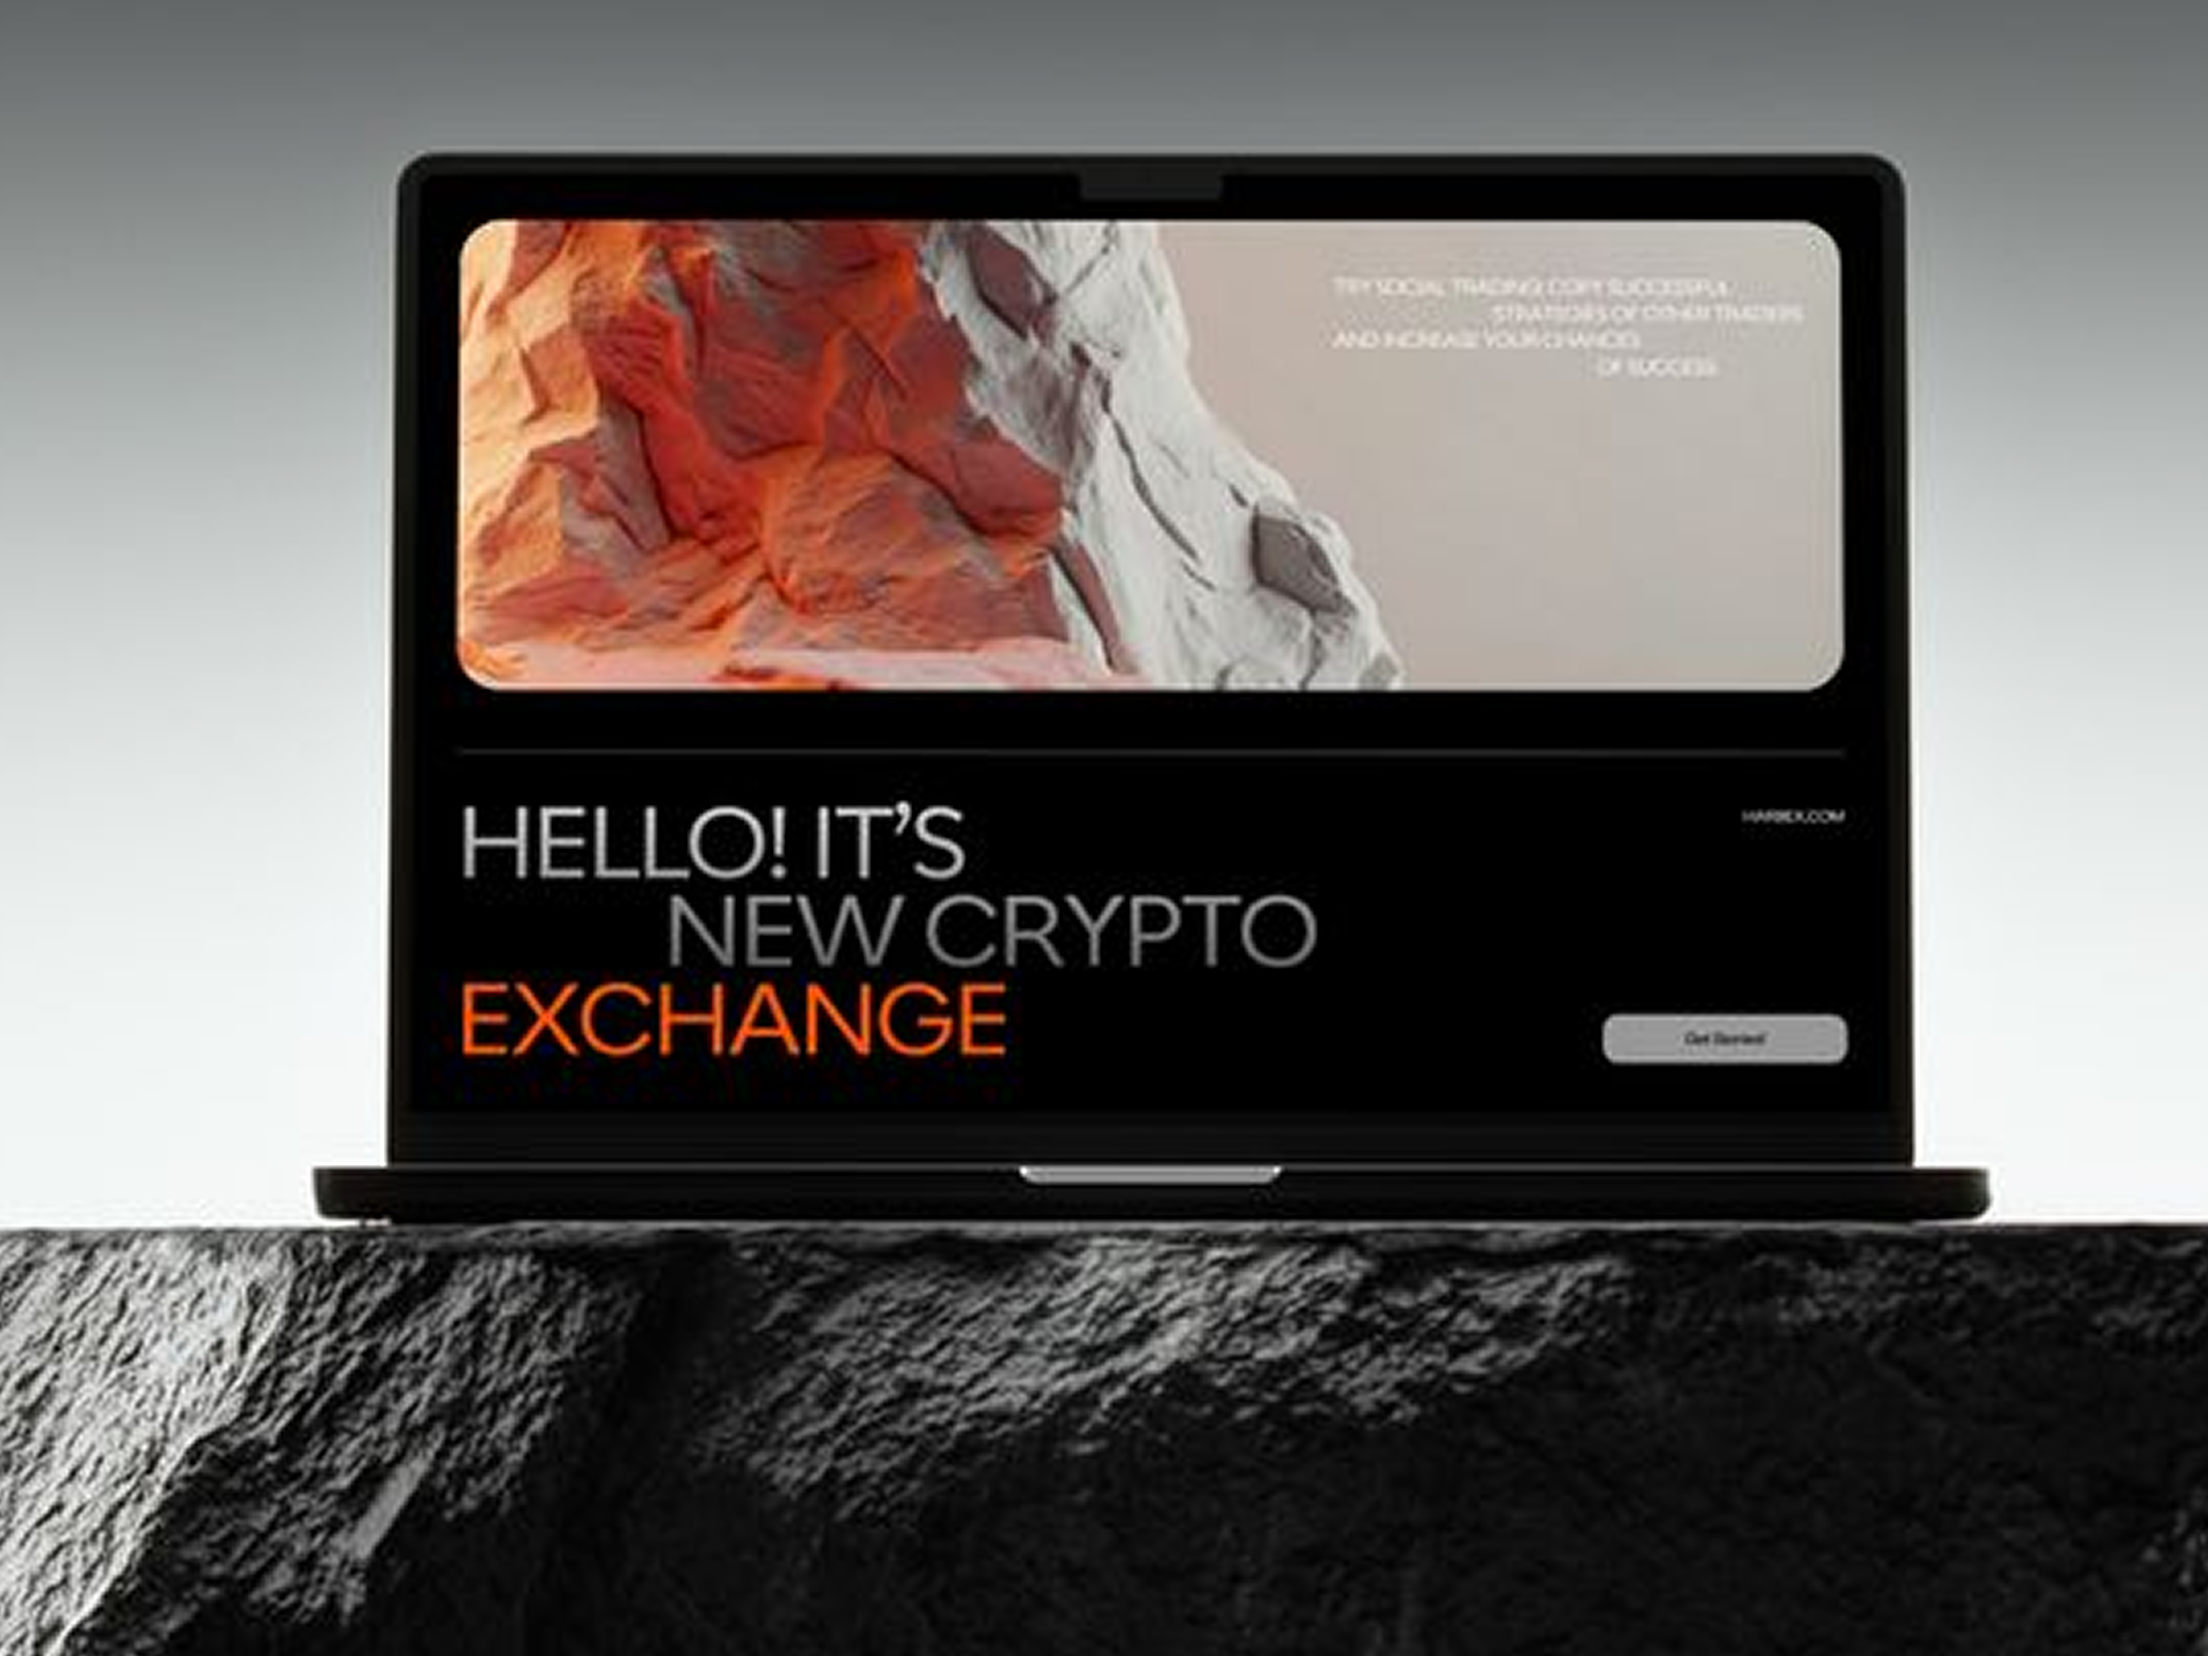 TRY SOCIAL TRADING: COPY SUCCESSFUL
STRATEGIES OF OTHER TRADERS
AND INCREASE YOUR CHANCES
OF SUCCESS
HELLO! IT'S
NEW CRYPTO
EXCHANGE
HARBEX.COM
Get Started